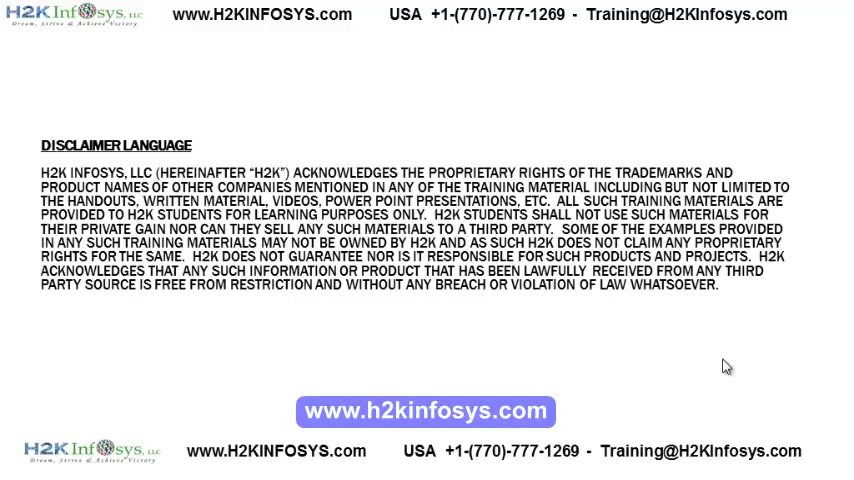 H2K Infosys, LLC www.H2KINFOSYS.com USA +1-(770)-777-1269 - Training@H2KInfosys.com
Dream, Strive & Achieve Victory
DISCLAIMER LANGUAGE
H2K INFOSYS, LLC (HEREINAFTER “H2K”) ACKNOWLEDGES THE PROPRIETARY RIGHTS OF THE TRADEMARKS AND
PRODUCT NAMES OF OTHER COMPANIES MENTIONED IN ANY OF THE TRAINING MATERIAL INCLUDING BUT NOT LIMITED TO
THE HANDOUTS, WRITTEN MATERIAL, VIDEOS, POWER POINT PRESENTATIONS, ETC. ALL SUCH TRAINING MATERIALS ARE
PROVIDED TO H2K STUDENTS FOR LEARNING PURPOSES ONLY. H2K STUDENTS SHALL NOT USE SUCH MATERIALS FOR
THEIR PRIVATE GAIN NOR CAN THEY SELL ANY SUCH MATERIALS TO A THIRD PARTY. SOME OF THE EXAMPLES PROVIDED
IN ANY SUCH TRAINING MATERIALS MAY NOT BE OWNED BY H2K AND AS SUCH H2K DOES NOT CLAIM ANY PROPRIETARY
RIGHTS FOR THE SAME. H2K DOES NOT GUARANTEE NOR IS IT RESPONSIBLE FOR SUCH PRODUCTS AND PROJECTS. H2K
ACKNOWLEDGES THAT ANY SUCH INFORMATION OR PRODUCT THAT HAS BEEN LAWFULLY RECEIVED FROM ANY THIRD
PARTY SOURCE IS FREE FROM RESTRICTION AND WITHOUT ANY BREACH OR VIOLATION OF LAW WHATSOEVER.
www.h2kinfosys.com
H2K Infosys, LLC www.H2KINFOSYS.com USA +1-(770)-777-1269 - Training@H2KInfosys.com
Dream, Strive & Achieve Victory